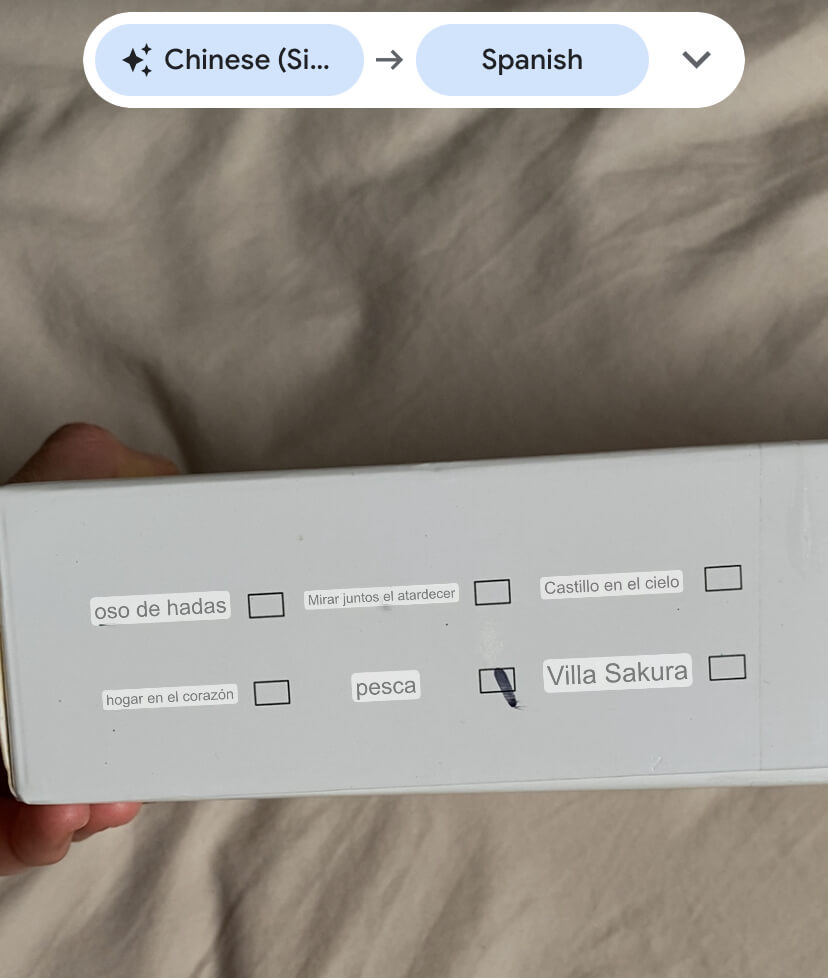 Chinese (Si... → Spanish
oso de hadas Mirar juntos el atardecer Castillo en el cielo
hogar en el corazón pesca Villa Sakura